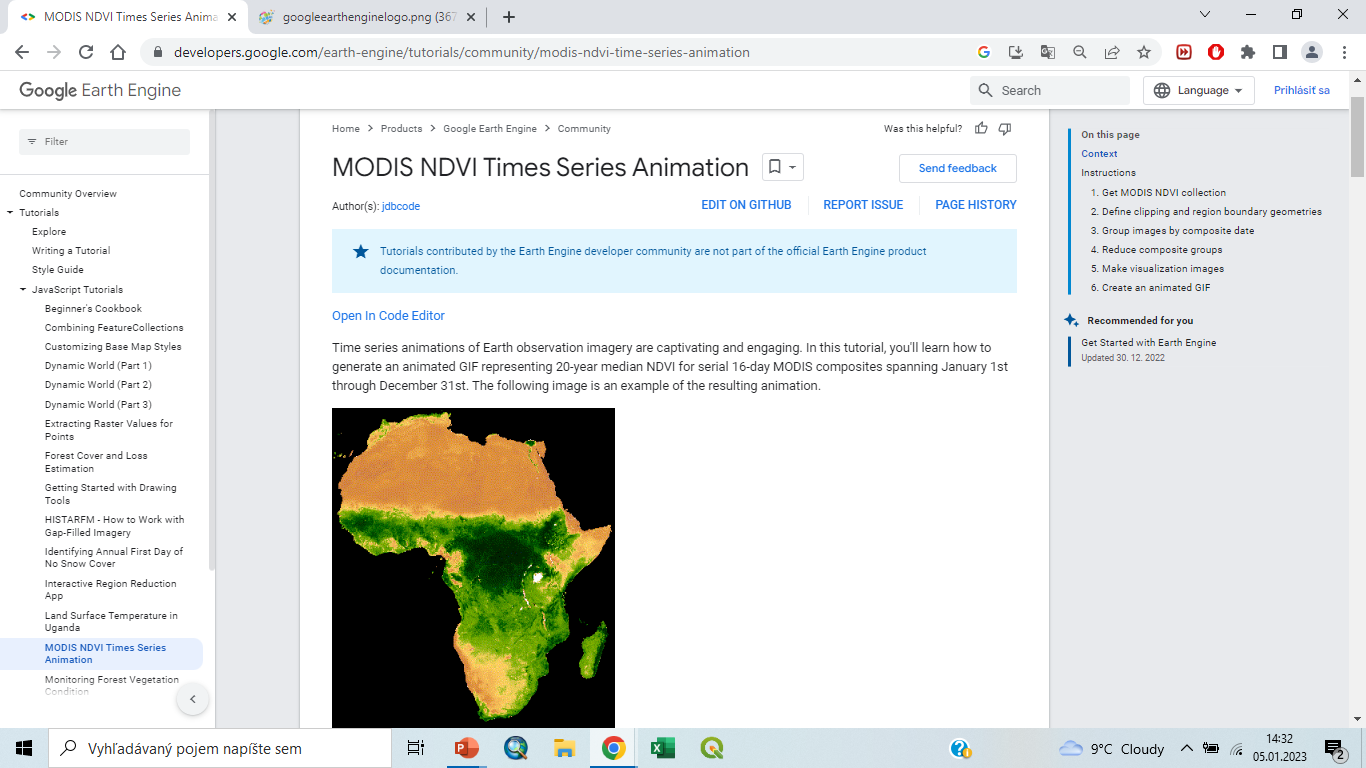 MODIS NDVI Times Series Anima
googleearthenginelogo.png (367
developers.google.com/earth-engine/tutorials/community/modis-ndvi-time-series-animation
Google Earth Engine
Search
Language
Prihlásiť sa
Filter
Community Overview
Tutorials
Explore
Writing a Tutorial
Style Guide
JavaScript Tutorials
Beginner's Cookbook
Combining FeatureCollections
Customizing Base Map Styles
Dynamic World (Part 1)
Dynamic World (Part 2)
Dynamic World (Part 3)
Extracting Raster Values for
Points
Forest Cover and Loss
Estimation
Getting Started with Drawing
Tools
HISTARFM - How to Work with
Gap-Filled Imagery
Identifying Annual First Day of
No Snow Cover
Interactive Region Reduction
App
Land Surface Temperature in
Uganda
MODIS NDVI Times Series
Animation
Monitoring Forest Vegetation
Condition
Home > Products > Google Earth Engine > Community
Was this helpful?
MODIS NDVI Times Series Animation
Send feedback
Author(s): jdbcode
EDIT ON GITHUB
REPORT ISSUE
PAGE HISTORY
Tutorials contributed by the Earth Engine developer community are not part of the official Earth Engine product
documentation.
Open In Code Editor
Time series animations of Earth observation imagery are captivating and engaging. In this tutorial, you'll learn how to
generate an animated GIF representing 20-year median NDVI for serial 16-day MODIS composites spanning January 1st
through December 31st. The following image is an example of the resulting animation.
On this page
Context
Instructions
1. Get MODIS NDVI collection
2. Define clipping and region boundary geometries
3. Group images by composite date
4. Reduce composite groups
5. Make visualization images
6. Create an animated GIF
Recommended for you
Get Started with Earth Engine
Updated 30. 12. 2022
Vyhľadávaný pojem napíšte sem
9°C Cloudy
14:32
05.01.2023
2